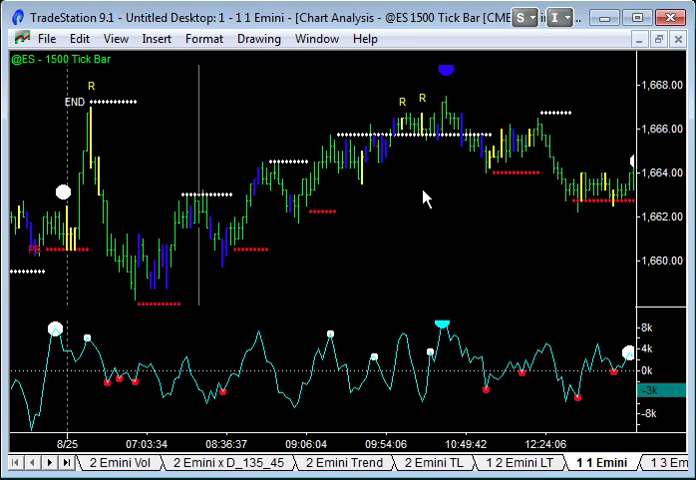 TradeStation 9.1 - Untitled Desktop: 1 - 1 1 Emini - [Chart Analysis - @ES 1500 Tick Bar [CME
S
I
File Edit View Insert Format Drawing Window Help
@ES - 1500 Tick Bar
R
END
R R
1,668.00
1,666.00
1,664.00
1,662.00
1,660.00
8k
4k
0k
-3k
-8k
8/25 07:03:34 08:36:37 09:06:04 09:54:06 10:49:42 12:24:06
2 Emini Vol 2 Emini x D_135_45 2 Emini Trend 2 Emini TL 1 2 Emini LT 1 1 Emini 1 3 Em